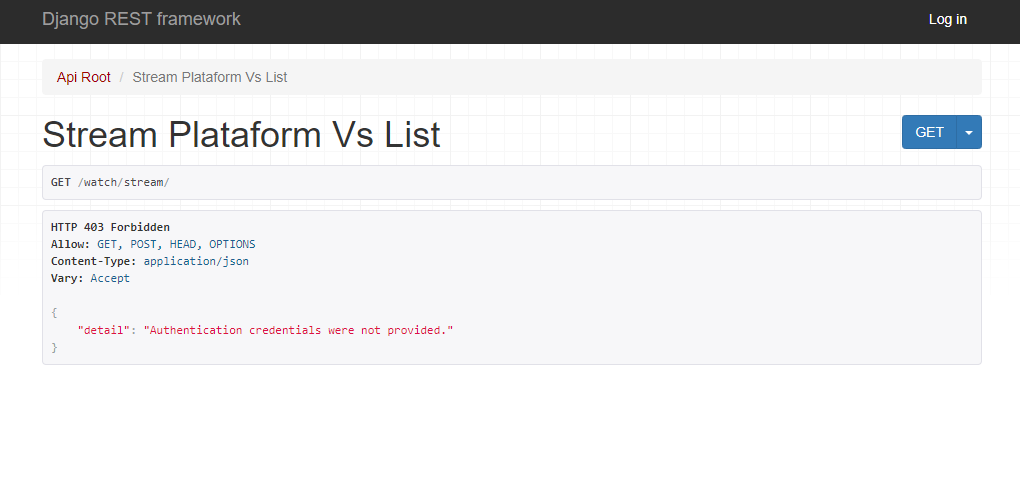 Django REST framework
Log in
Api Root / Stream Plataform Vs List
Stream Plataform Vs List
GET
GET /watch/stream/
HTTP 403 Forbidden
Allow: GET, POST, HEAD, OPTIONS
Content-Type: application/json
Vary: Accept
{
    "detail": "Authentication credentials were not provided."
}